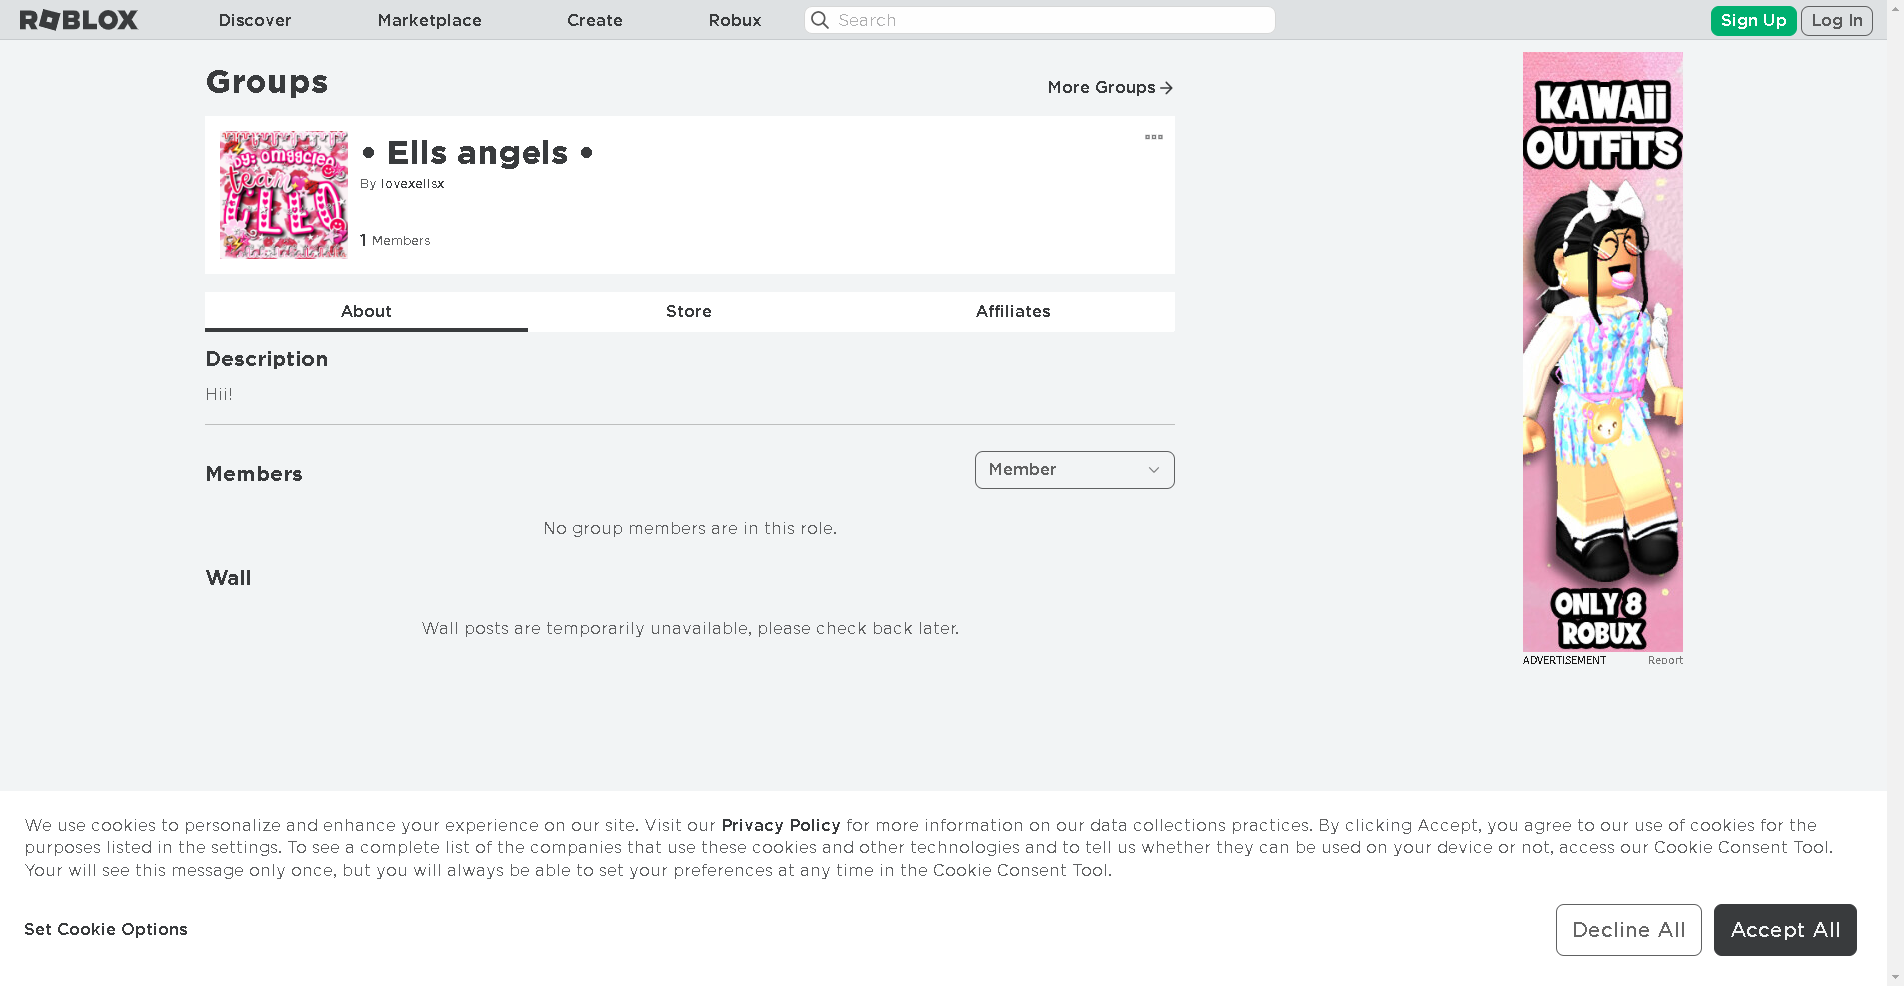 ROBLOX
Discover
Marketplace
Create
Robux
Search
Sign Up
Log In
Groups
More Groups
by: omggcleo
team
CLEO
• Ells angels •
By lovexellsx
1 Members
About
Store
Affiliates
Description
Hii!
Members
Member
No group members are in this role.
Wall
Wall posts are temporarily unavailable, please check back later.
KAWAii
OUTFiTS
ONLY 8
ROBUX
ADVERTISEMENT
Report
We use cookies to personalize and enhance your experience on our site. Visit our Privacy Policy for more information on our data collections practices. By clicking Accept, you agree to our use of cookies for the
purposes listed in the settings. To see a complete list of the companies that use these cookies and other technologies and to tell us whether they can be used on your device or not, access our Cookie Consent Tool.
Your will see this message only once, but you will always be able to set your preferences at any time in the Cookie Consent Tool.
Set Cookie Options
Decline All
Accept All